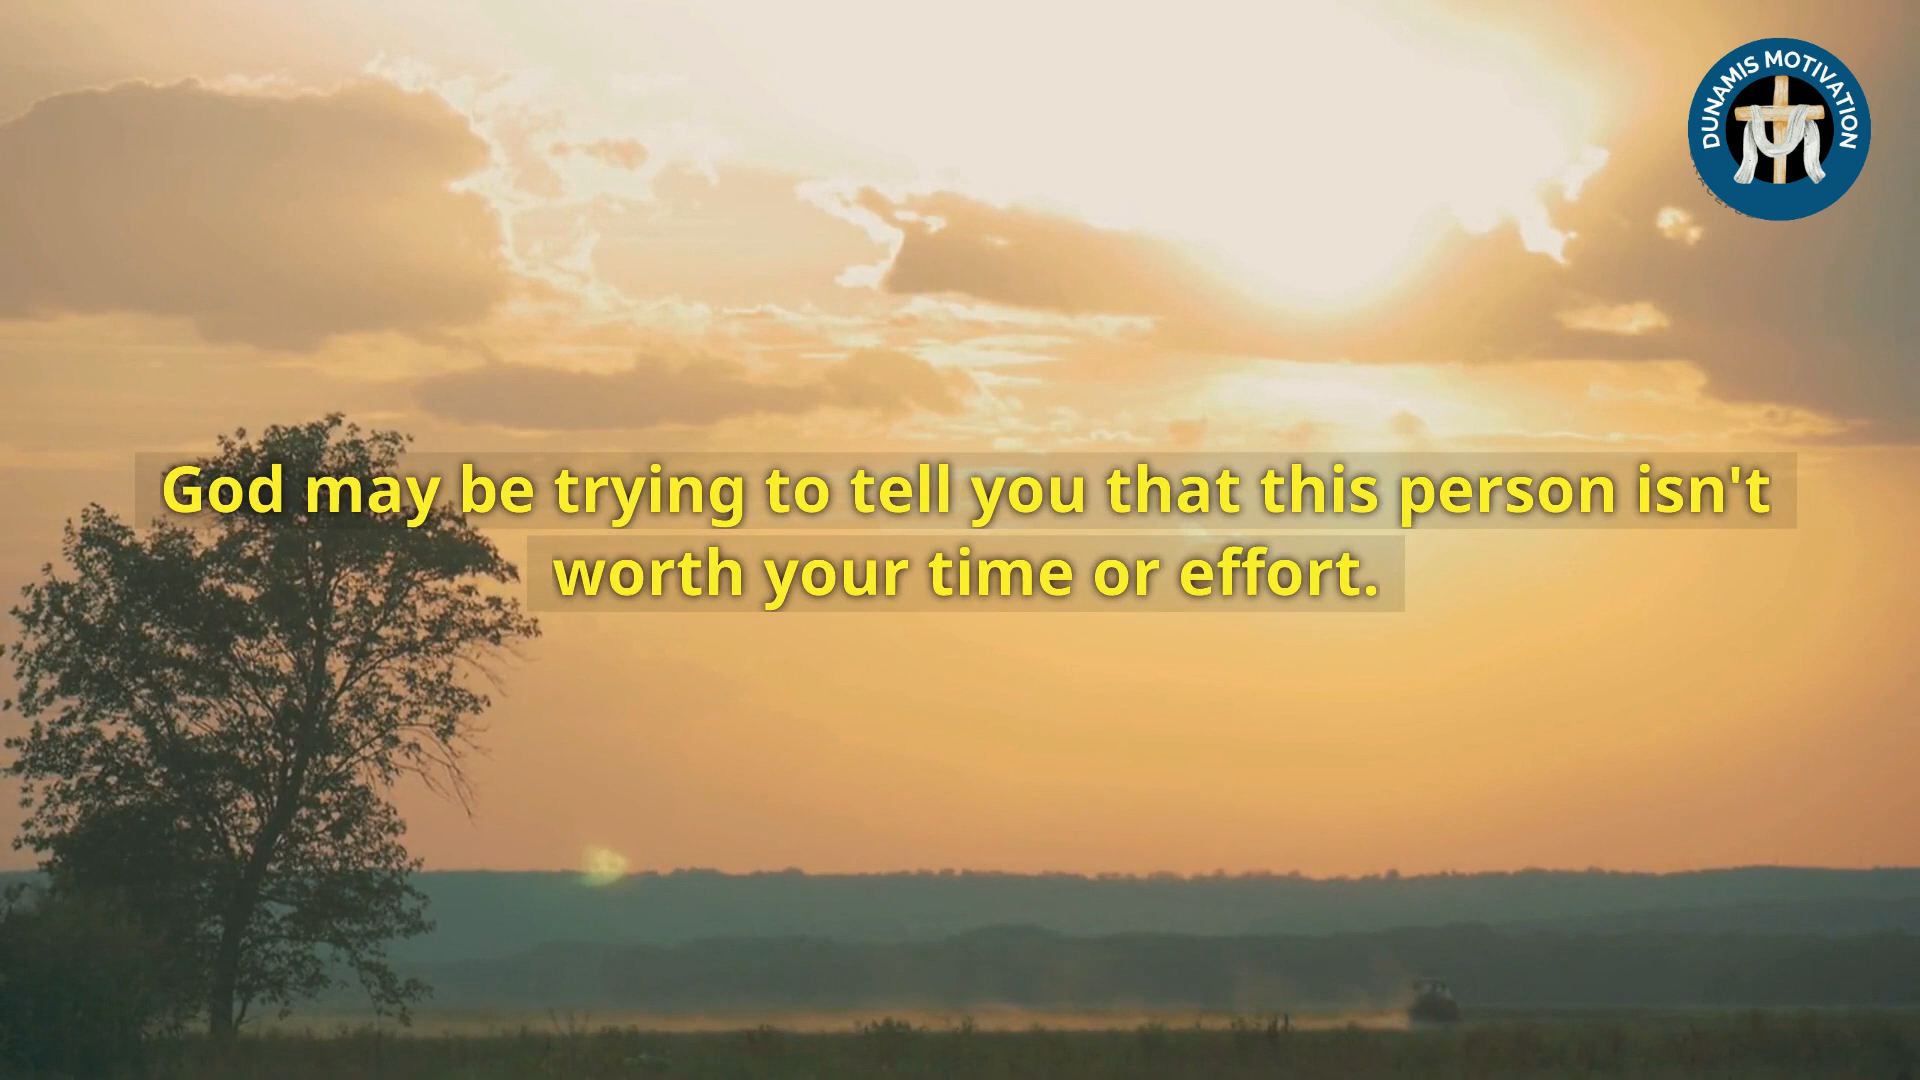 DUNAMIS MOTIVATION
God may be trying to tell you that this person isn't
worth your time or effort.